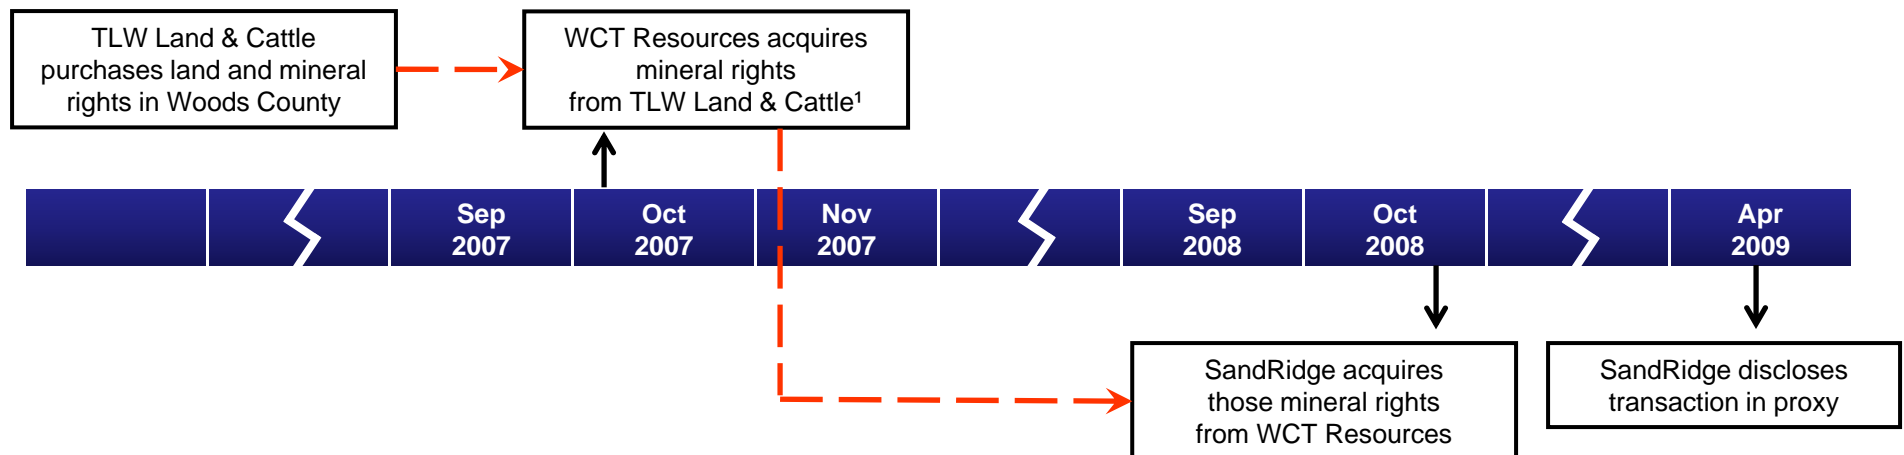 TLW Land & Cattle
purchases land and mineral
rights in Woods County
WCT Resources acquires
mineral rights
from TLW Land & Cattle¹
Sep
2007
Oct
2007
Nov
2007
Sep
2008
Oct
2008
Apr
2009
SandRidge acquires
those mineral rights
from WCT Resources
SandRidge discloses
transaction in proxy